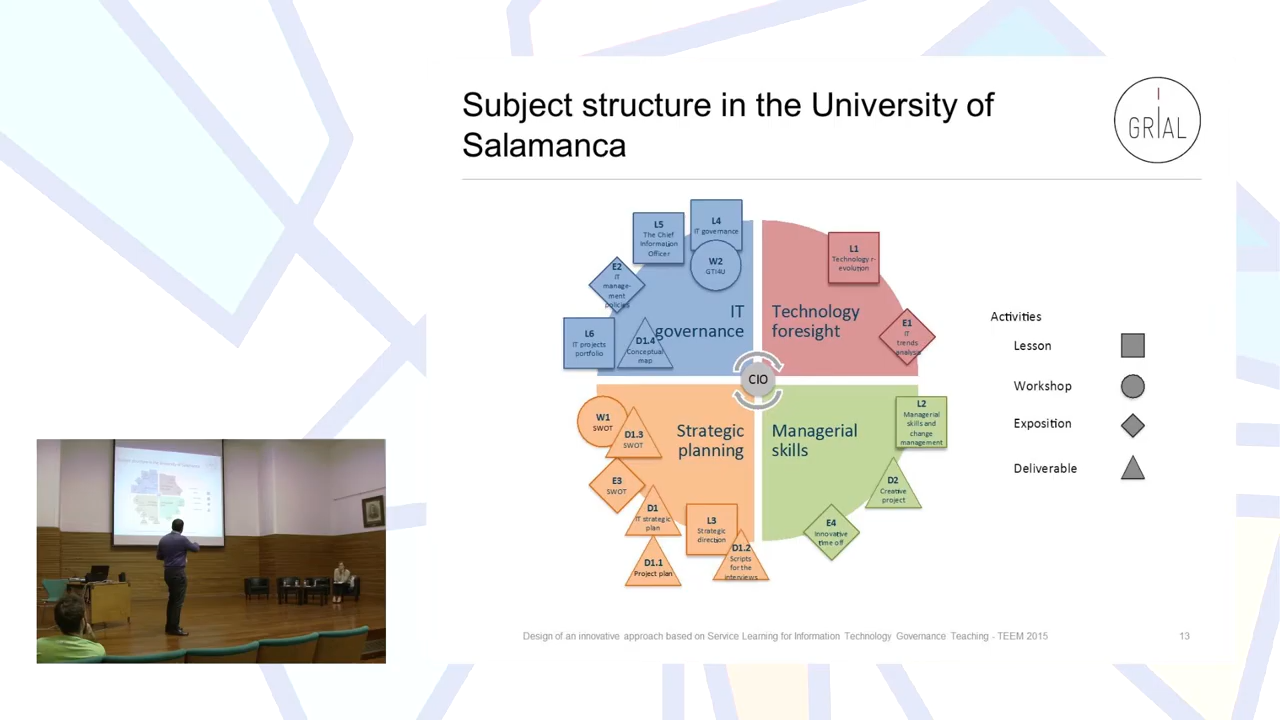 Subject structure in the University of
Salamanca
GRIAL
L5
The Chief
Information
Officer
L4
IT governance
W2
GTI4U
E2
IT
manage-
ment
policies
L6
IT projects
portfolio
D1.4
Conceptual
map
IT
governance
L1
Technology r-
evolution
Technology
foresight
E1
IT
trends
analysis
CIO
W1
SWOT
D1.3
SWOT
Strategic
planning
E3
SWOT
D1
IT strategic
plan
L3
Strategic
direction
D1.1
Project plan
D1.2
Scripts
for the
interviews
Managerial
skills
L2
Managerial
skills and
change
management
D2
Creative
project
E4
Innovative
time off
Activities
Lesson
Workshop
Exposition
Deliverable
Design of an innovative approach based on Service Learning for Information Technology Governance Teaching - TEEM 2015
13